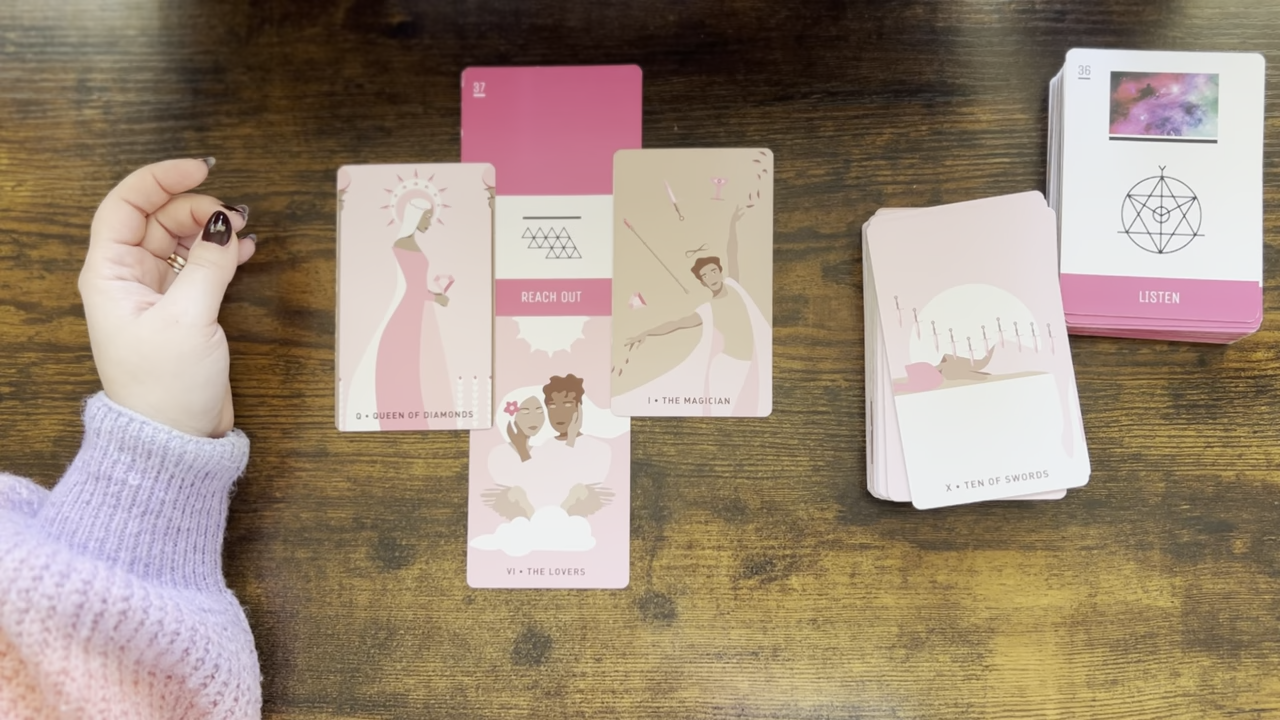 37
REACH OUT
Q • QUEEN OF DIAMONDS
I • THE MAGICIAN
VI • THE LOVERS
X • TEN OF SWORDS
36
LISTEN